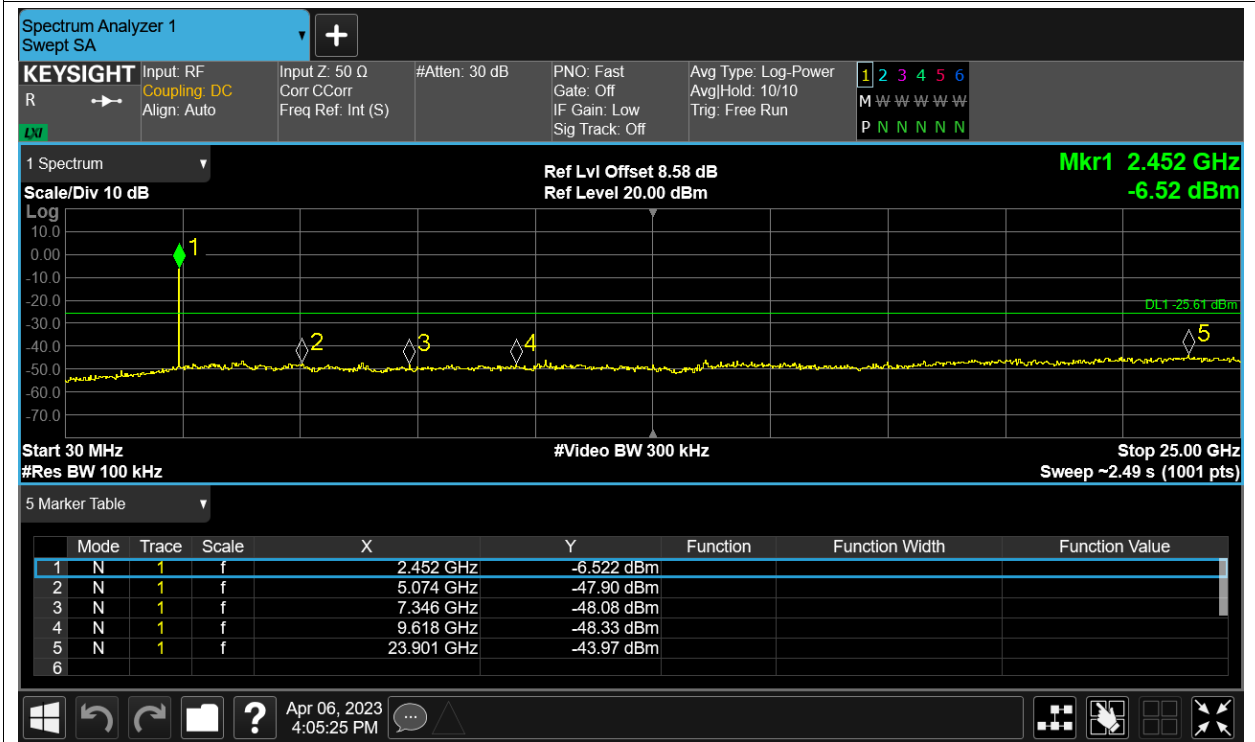 Spectrum Analyzer 1
Swept SA
+
KEYSIGHT Input: RF Input Z: 50 Ω #Atten: 30 dB PNO: Fast Avg Type: Log-Power 1 2 3 4 5 6
R Coupling: DC Corr CCorr Gate: Off Avg|Hold: 10/10 M W W W W W
Align: Auto Freq Ref: Int (S) IF Gain: Low Trig: Free Run
LXI Sig Track: Off P N N N N N
1 Spectrum Ref Lvl Offset 8.58 dB Mkr1 2.452 GHz
Scale/Div 10 dB Ref Level 20.00 dBm -6.52 dBm
Log
10.0
0.00
-10.0
-20.0
-30.0
-40.0
-50.0
-60.0
-70.0
1
DL1 -25.61 dBm
2
3
4
5
Start 30 MHz #Video BW 300 kHz Stop 25.00 GHz
#Res BW 100 kHz Sweep ~2.49 s (1001 pts)
5 Marker Table
Mode Trace Scale X Y Function Function Width Function Value
1 N 1 f 2.452 GHz -6.522 dBm
2 N 1 f 5.074 GHz -47.90 dBm
3 N 1 f 7.346 GHz -48.08 dBm
4 N 1 f 9.618 GHz -48.33 dBm
5 N 1 f 23.901 GHz -43.97 dBm
6
? Apr 06, 2023
4:05:25 PM